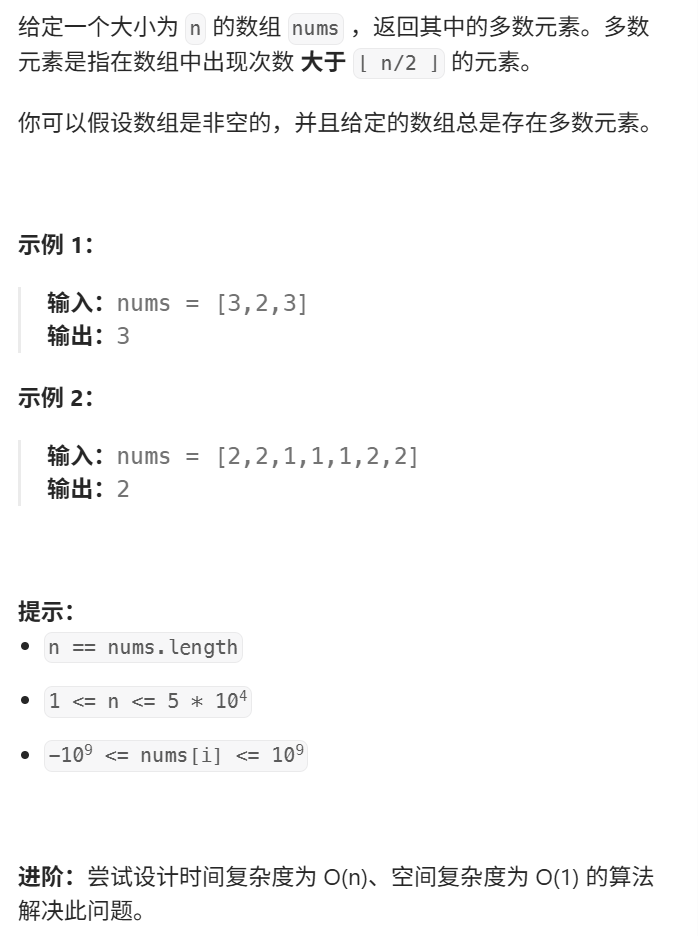 给定一个大小为 n 的数组 nums ，返回其中的多数元素。多数
元素是指在数组中出现次数 大于 ⌊ n/2 ⌋ 的元素。
你可以假设数组是非空的，并且给定的数组总是存在多数元素。
示例 1：
输入：nums = [3,2,3]
输出：3
示例 2：
输入：nums = [2,2,1,1,1,2,2]
输出：2
提示：
• n == nums.length
• 1 <= n <= 5 * 10⁴
• -10⁹ <= nums[i] <= 10⁹
进阶：尝试设计时间复杂度为 O(n)、空间复杂度为 O(1) 的算法
解决此问题。